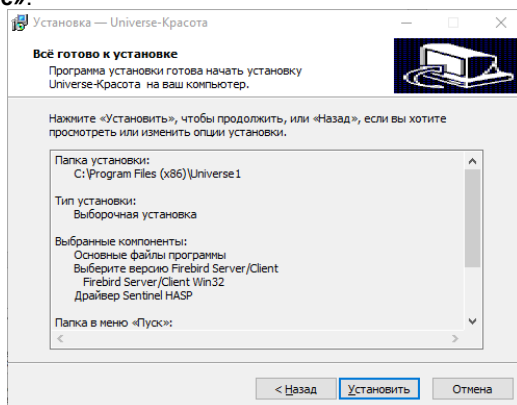 с».
Установка — Universe-Красота
Всё готово к установке
Программа установки готова начать установку
Universe-Красота на ваш компьютер.
Нажмите «Установить», чтобы продолжить, или «Назад», если вы хотите
просмотреть или изменить опции установки.
Папка установки:
C:\Program Files (x86)\Universe1
Тип установки:
Выборочная установка
Выбранные компоненты:
Основные файлы программы
Выберите версию Firebird Server/Client
Firebird Server/Client Win32
Драйвер Sentinel HASP
Папка в меню «Пуск»:
< Назад Установить Отмена